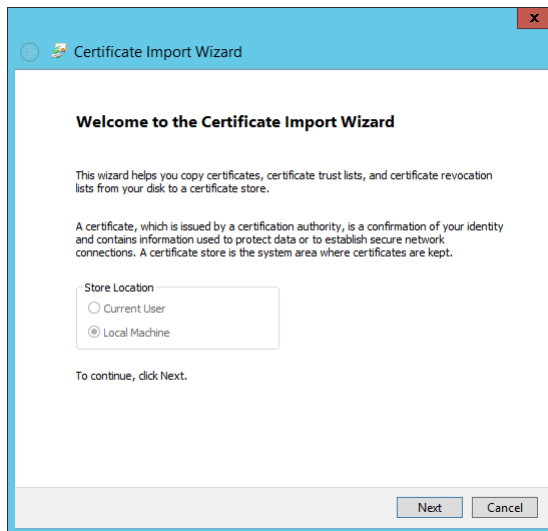 x
Certificate Import Wizard
Welcome to the Certificate Import Wizard
This wizard helps you copy certificates, certificate trust lists, and certificate revocation
lists from your disk to a certificate store.
A certificate, which is issued by a certification authority, is a confirmation of your identity
and contains information used to protect data or to establish secure network
connections. A certificate store is the system area where certificates are kept.
Store Location
Current User
Local Machine
To continue, click Next.
Next Cancel